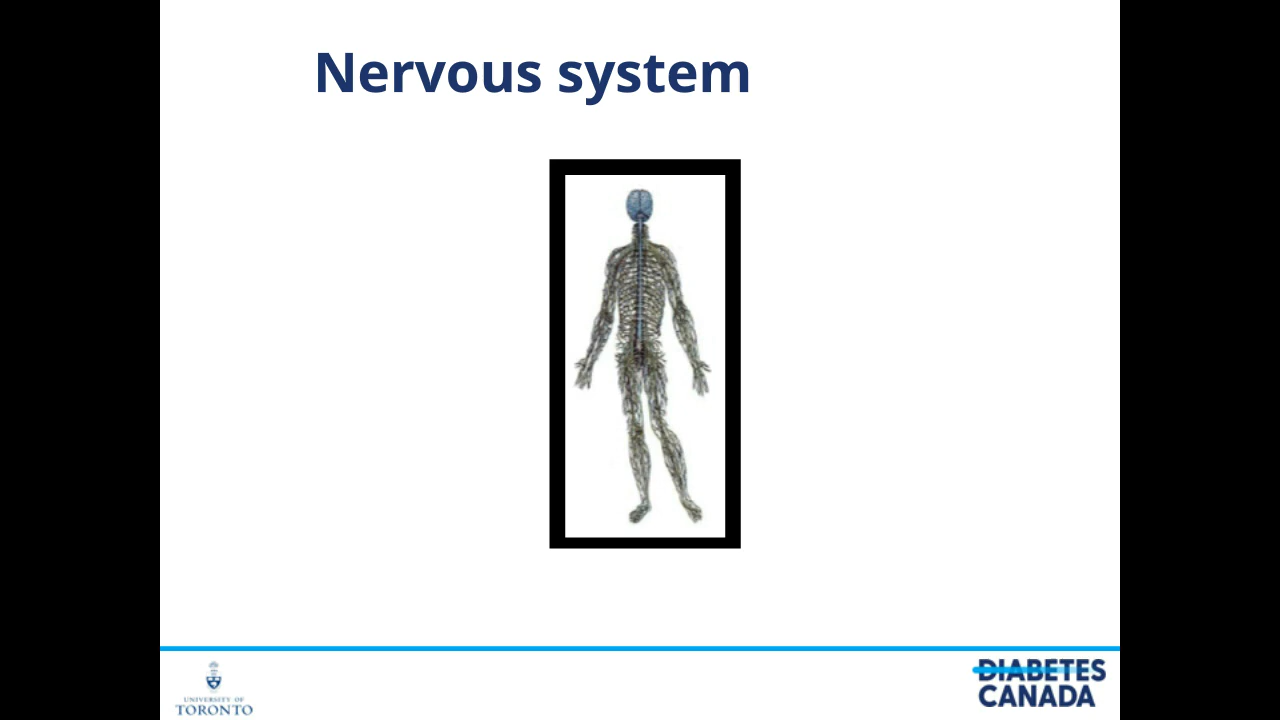 Nervous system
UNIVERSITY OF
TORONTO
DIABETES
CANADA